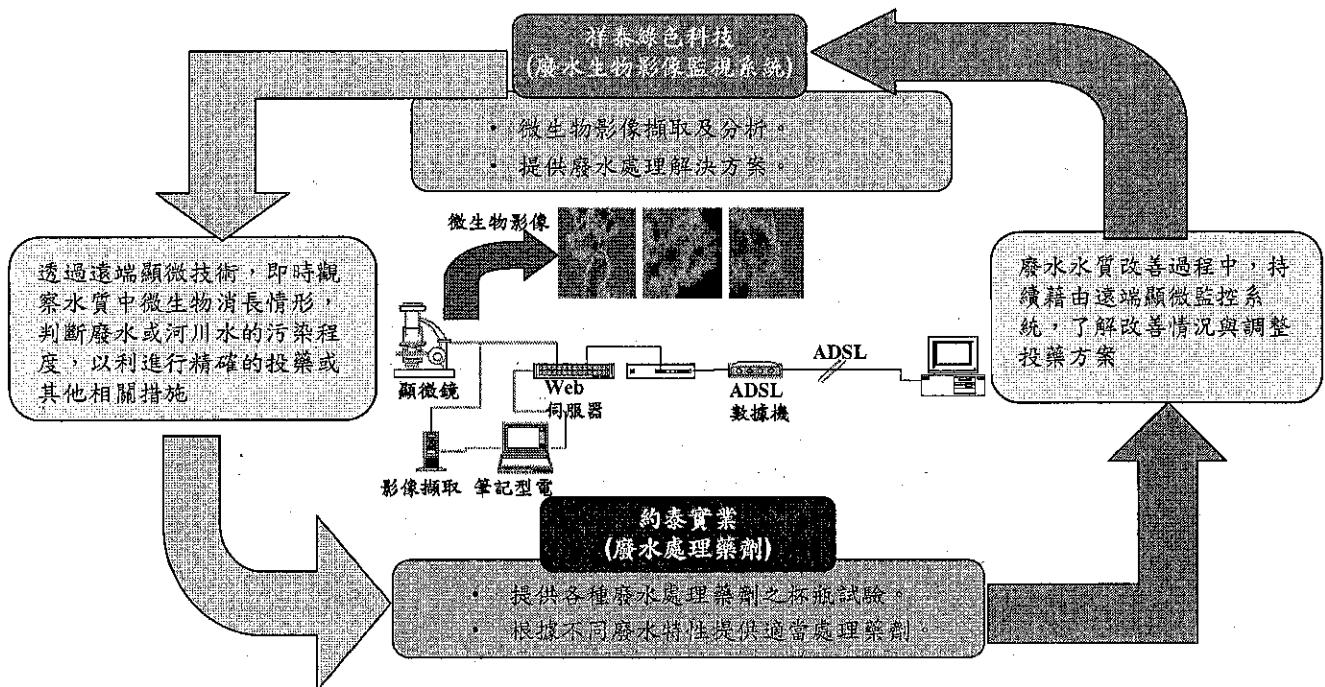 祥泰綠色科技
(廢水生物影像監視系統)
· 微生物影像擷取及分析。
· 提供廢水處理解決方案。
微生物影像
透過遠端顯微技術，即時觀
察水質中微生物消長情形，
判斷廢水或河川水的污染程
度，以利進行精確的投藥或
其他相關措施
廢水水質改善過程中，持
續藉由遠端顯微監控系
統，了解改善情況與調整
投藥方案
顯微鏡
Web
伺服器
ADSL
數據機
ADSL
影像擷取
筆記型電
約泰實業
(廢水處理藥劑)
· 提供各種廢水處理藥劑之杯瓶試驗。
· 根據不同廢水特性提供適當處理藥劑。